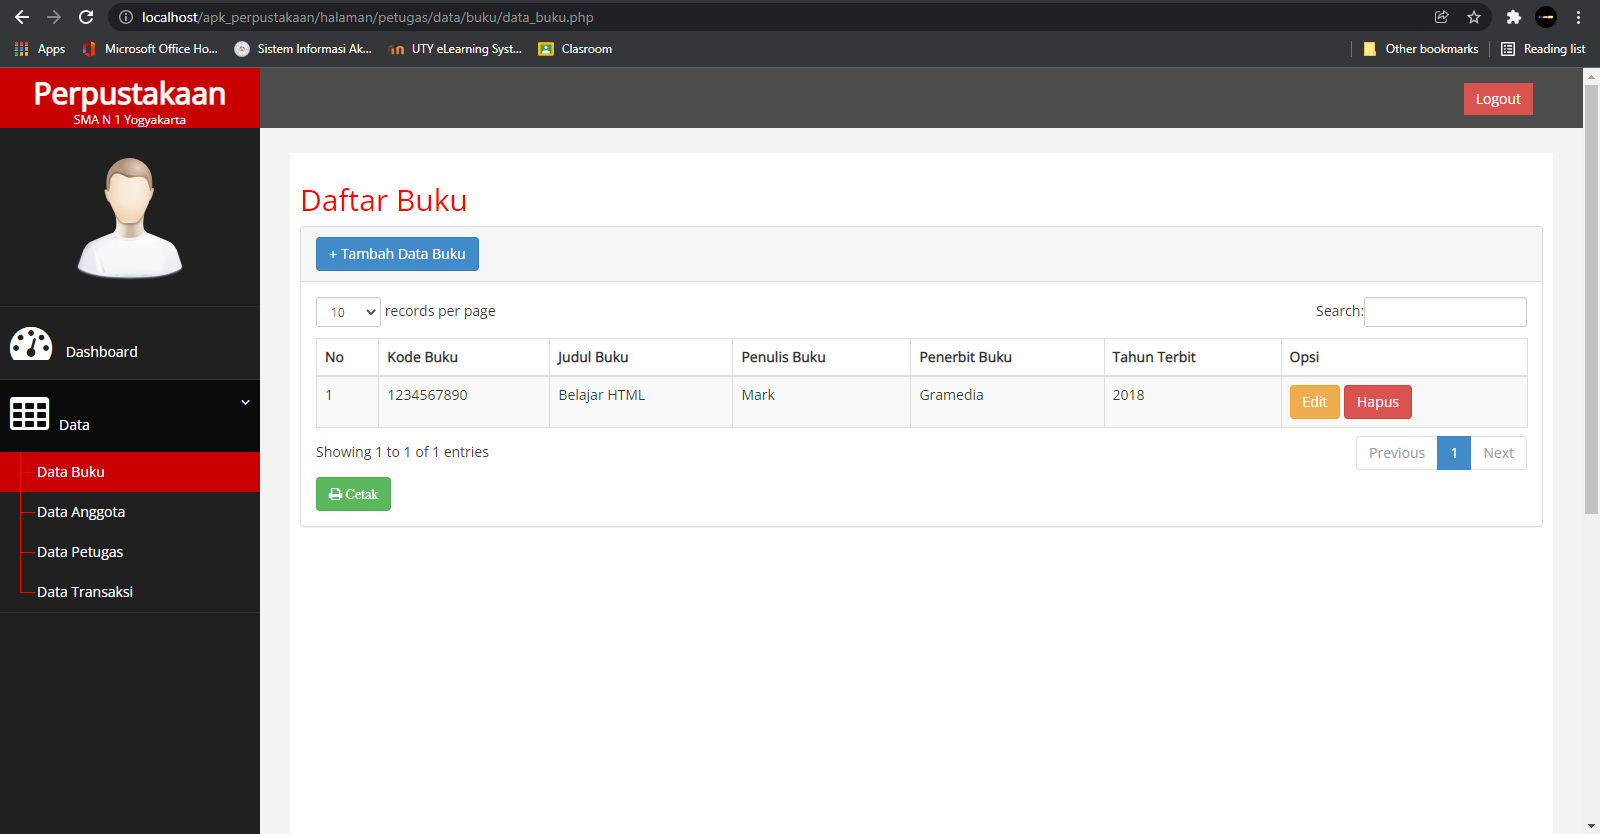 localhost/apk_perpustakaan/halaman/petugas/data/buku/data_buku.php
Apps Microsoft Office Ho... Sistem Informasi Ak... UTY eLearning Syst... Clasroom Other bookmarks Reading list
Perpustakaan
SMA N 1 Yogyakarta
Logout
Dashboard
Data
Data Buku
Data Anggota
Data Petugas
Data Transaksi
Daftar Buku
+ Tambah Data Buku
10 records per page Search:
No Kode Buku Judul Buku Penulis Buku Penerbit Buku Tahun Terbit Opsi
1 1234567890 Belajar HTML Mark Gramedia 2018 Edit Hapus
Showing 1 to 1 of 1 entries Previous 1 Next
Cetak